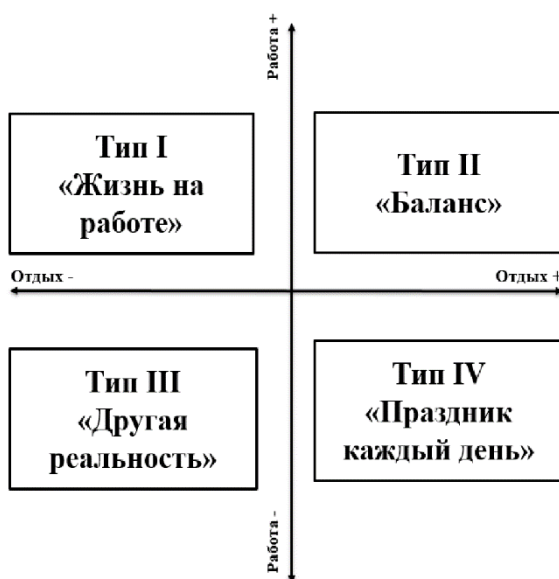 Работа +
Тип I
«Жизнь на
работе»
Тип II
«Баланс»
Отдых -
Отдых +
Тип III
«Другая
реальность»
Тип IV
«Праздник
каждый день»
Работа -